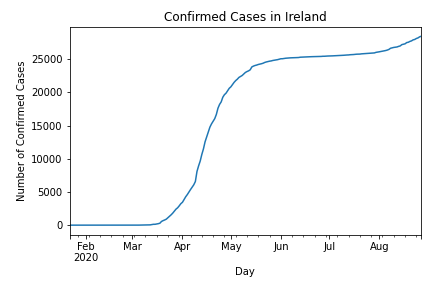 Confirmed Cases in Ireland
Number of Confirmed Cases
25000
20000
15000
10000
5000
0
Feb Mar Apr May Jun Jul Aug
2020
Day